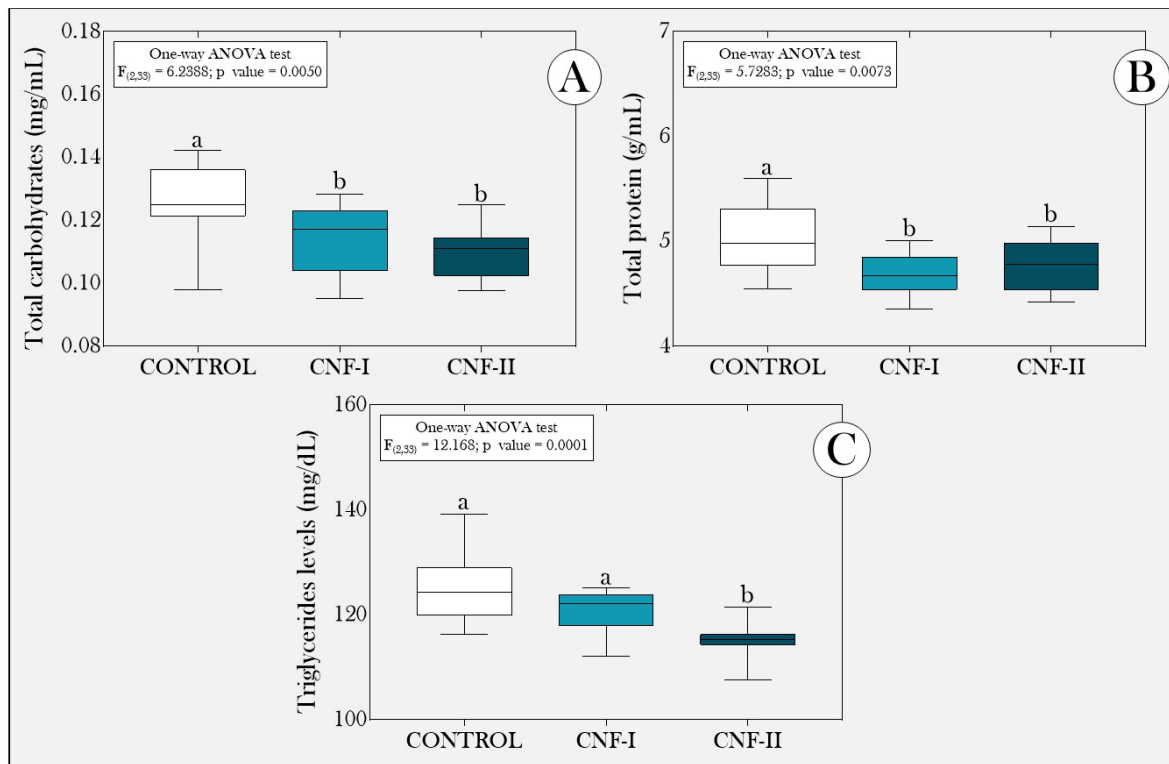 Total carbohydrates (mg/mL)
0.18
0.16
0.14
0.12
0.10
0.08
One-way ANOVA test
F(2,33) = 6.2388; p value = 0.0050
A
a
b
b
CONTROL
CNF-I
CNF-II
Total protein (g/mL)
7
6
5
4
One-way ANOVA test
F(2,33) = 5.7283; p value = 0.0073
B
a
b
b
CONTROL
CNF-I
CNF-II
Triglycerides levels (mg/dL)
160
140
120
100
One-way ANOVA test
F(2,33) = 12.168; p value = 0.0001
C
a
a
b
CONTROL
CNF-I
CNF-II